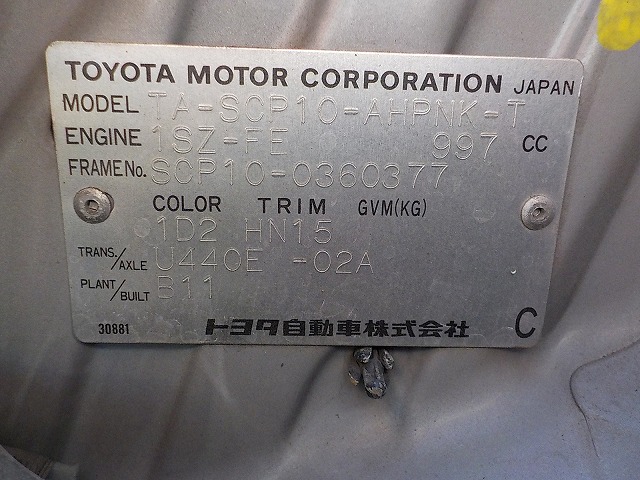 TOYOTA MOTOR CORPORATION JAPAN
MODEL TA-SCP10-AHPNK-T
ENGINE 1SZ-FE 997 CC
FRAME No. SCP10-0360377
COLOR TRIM GVM(KG)
1D2 HN15
TRANS./AXLE U440E -02A
PLANT/BUILT B11
30881 トヨタ自動車株式会社 C